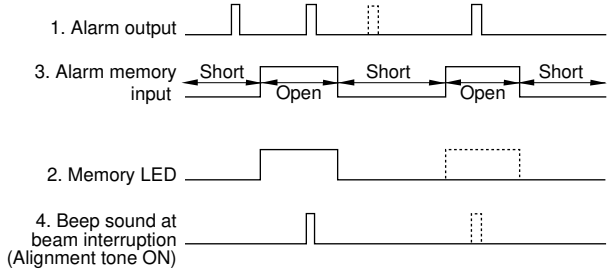 1. Alarm output
3. Alarm memory
input
Short
Open
Short
Open
Short
2. Memory LED
4. Beep sound at
beam interruption
(Alignment tone ON)